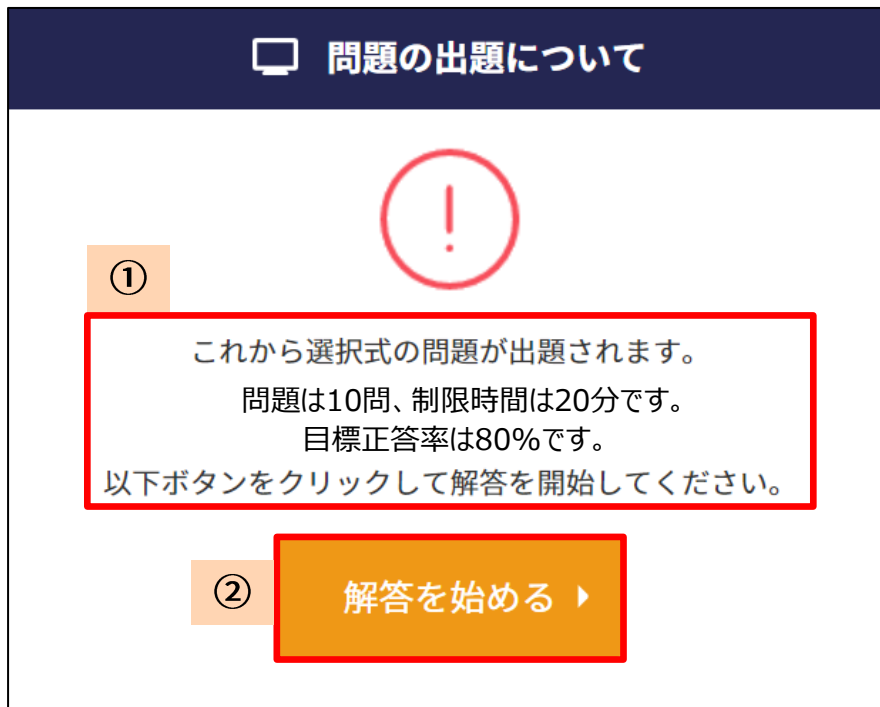 問題の出題について
①
これから選択式の問題が出題されます。
問題は10問、制限時間は20分です。
目標正答率は80%です。
以下ボタンをクリックして解答を開始してください。
②
解答を始める